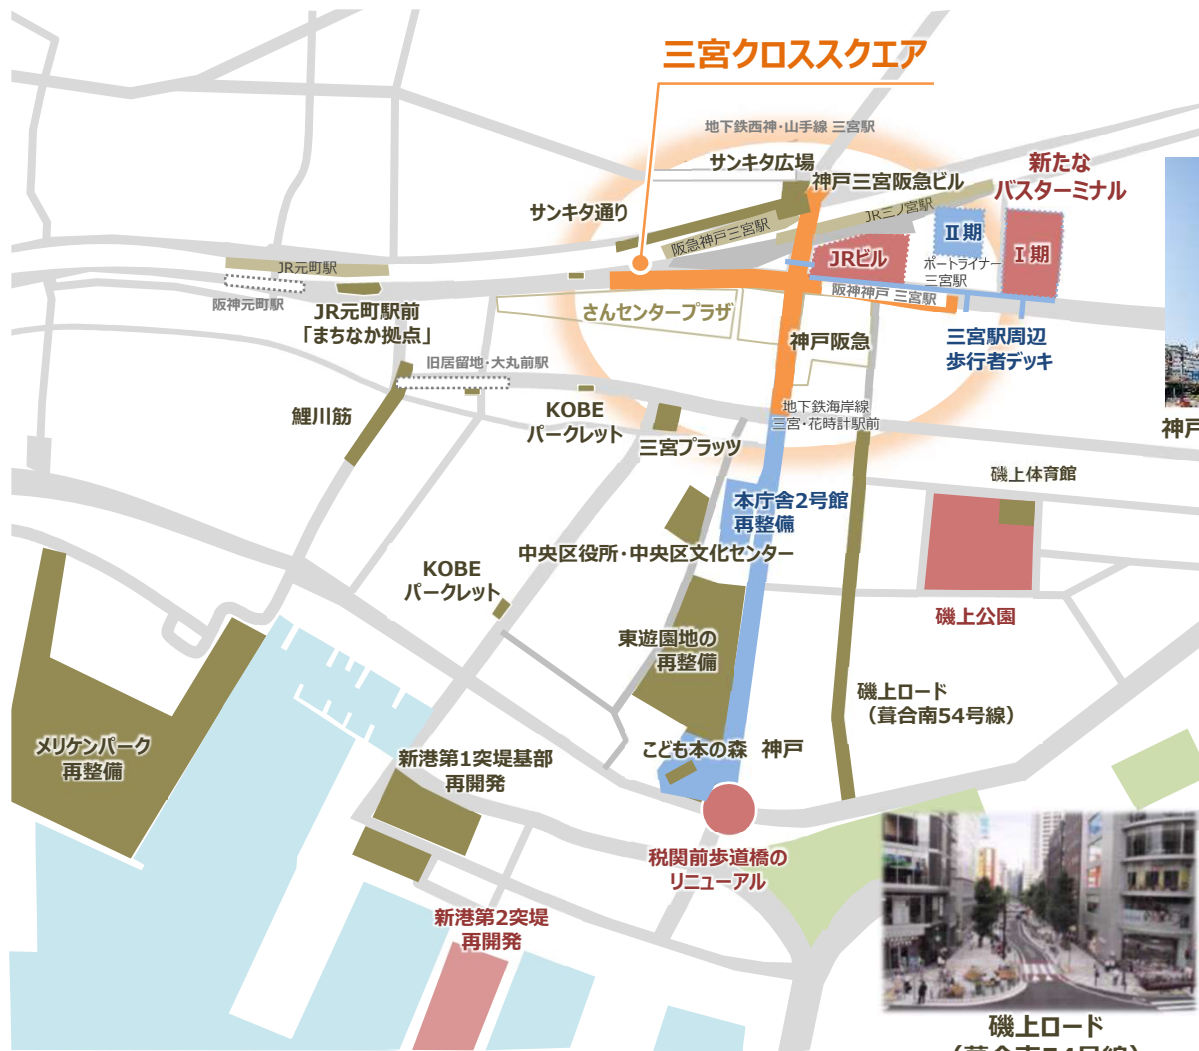 三宮クロススクエア
地下鉄西神・山手線 三宮駅
サンキタ広場
神戸三宮阪急ビル
新たな
バスターミナル
サンキタ通り
JR三ノ宮駅
阪急神戸三宮駅
Ⅱ期
Ⅰ期
JRビル
ポートライナー
三宮駅
JR元町駅
阪神元町駅
阪神神戸 三宮駅
JR元町駅前
「まちなか拠点」
さんセンタープラザ
神戸阪急
三宮駅周辺
歩行者デッキ
旧居留地・大丸前駅
鯉川筋
KOBE
パークレット
地下鉄海岸線
三宮・花時計駅前
三宮プラッツ
神戸
磯上体育館
本庁舎2号館
再整備
中央区役所・中央区文化センター
KOBE
パークレット
磯上公園
東遊園地の
再整備
磯上ロード
（葺合南54号線）
メリケンパーク
再整備
こども本の森 神戸
新港第1突堤基部
再開発
税関前歩道橋の
リニューアル
新港第2突堤
再開発
磯上ロード
（葺合南54号線）